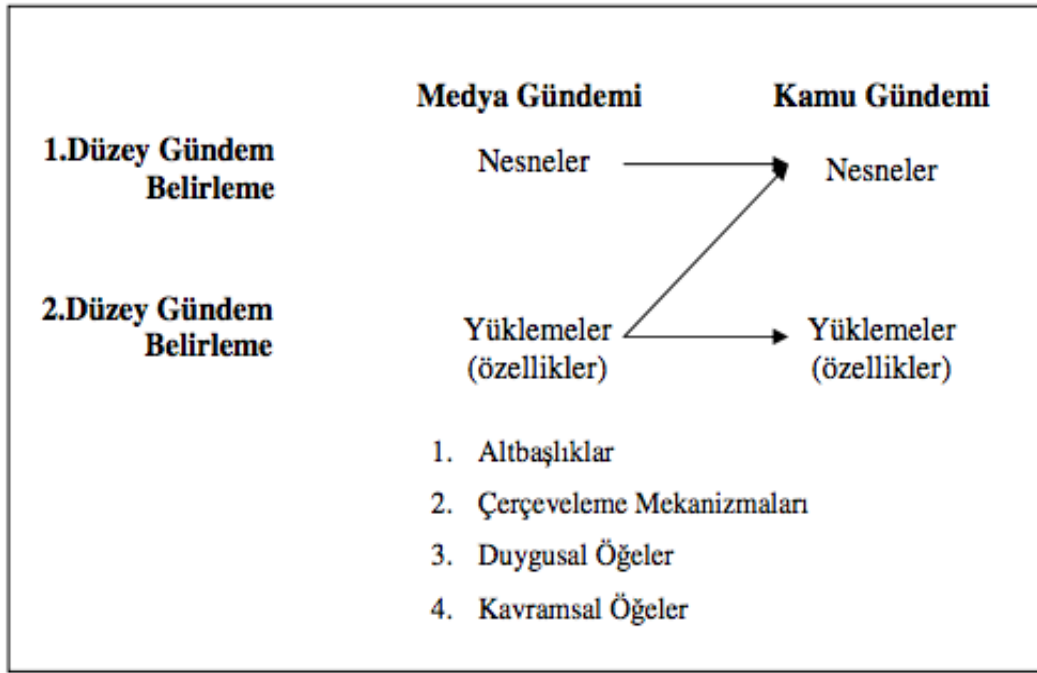 Medya Gündemi Kamu Gündemi
1.Düzey Gündem
Belirleme
Nesneler Nesneler
2.Düzey Gündem
Belirleme
Yüklemeler Yüklemeler
(özellikler) (özellikler)
1. Altbaşlıklar
2. Çerçeveleme Mekanizmaları
3. Duygusal Öğeler
4. Kavramsal Öğeler